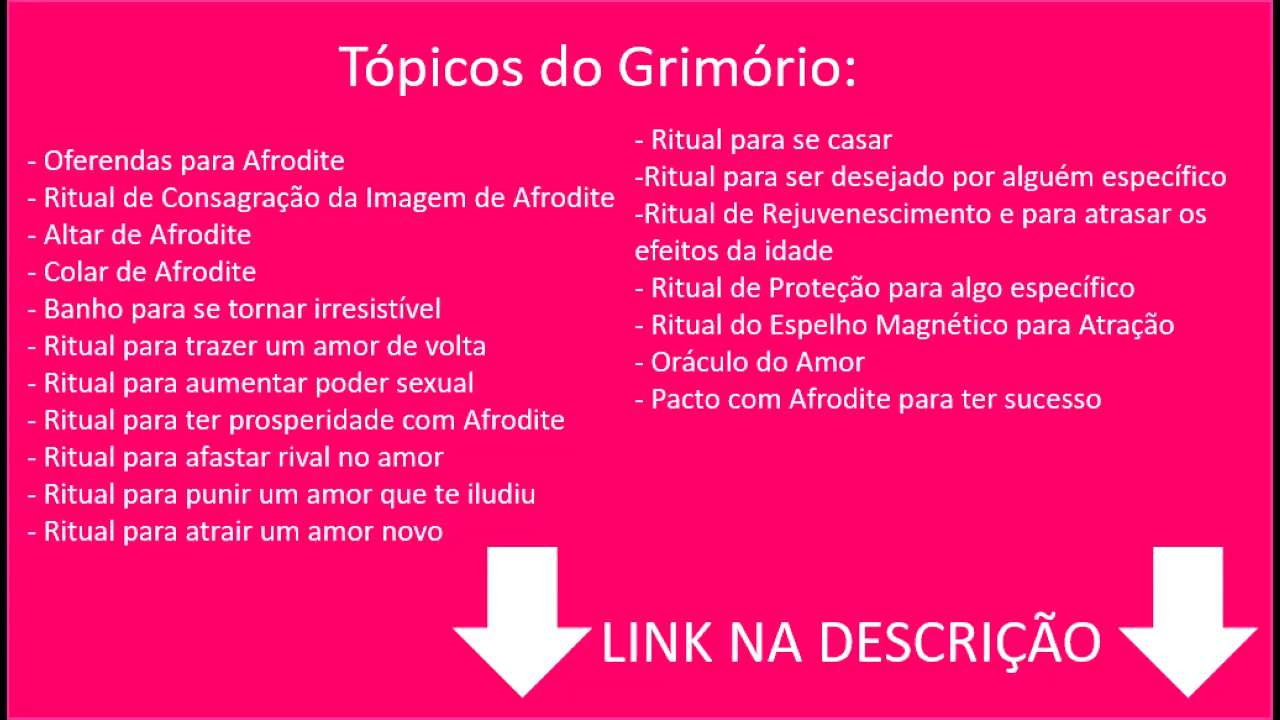 Tópicos do Grimório:
- Oferendas para Afrodite
- Ritual de Consagração da Imagem de Afrodite
- Altar de Afrodite
- Colar de Afrodite
- Banho para se tornar irresistível
- Ritual para trazer um amor de volta
- Ritual para aumentar poder sexual
- Ritual para ter prosperidade com Afrodite
- Ritual para afastar rival no amor
- Ritual para punir um amor que te iludiu
- Ritual para atrair um amor novo
- Ritual para se casar
-Ritual para ser desejado por alguém específico
-Ritual de Rejuvenescimento e para atrasar os
efeitos da idade
- Ritual de Proteção para algo específico
- Ritual do Espelho Magnético para Atração
- Oráculo do Amor
- Pacto com Afrodite para ter sucesso
LINK NA DESCRIÇÃO